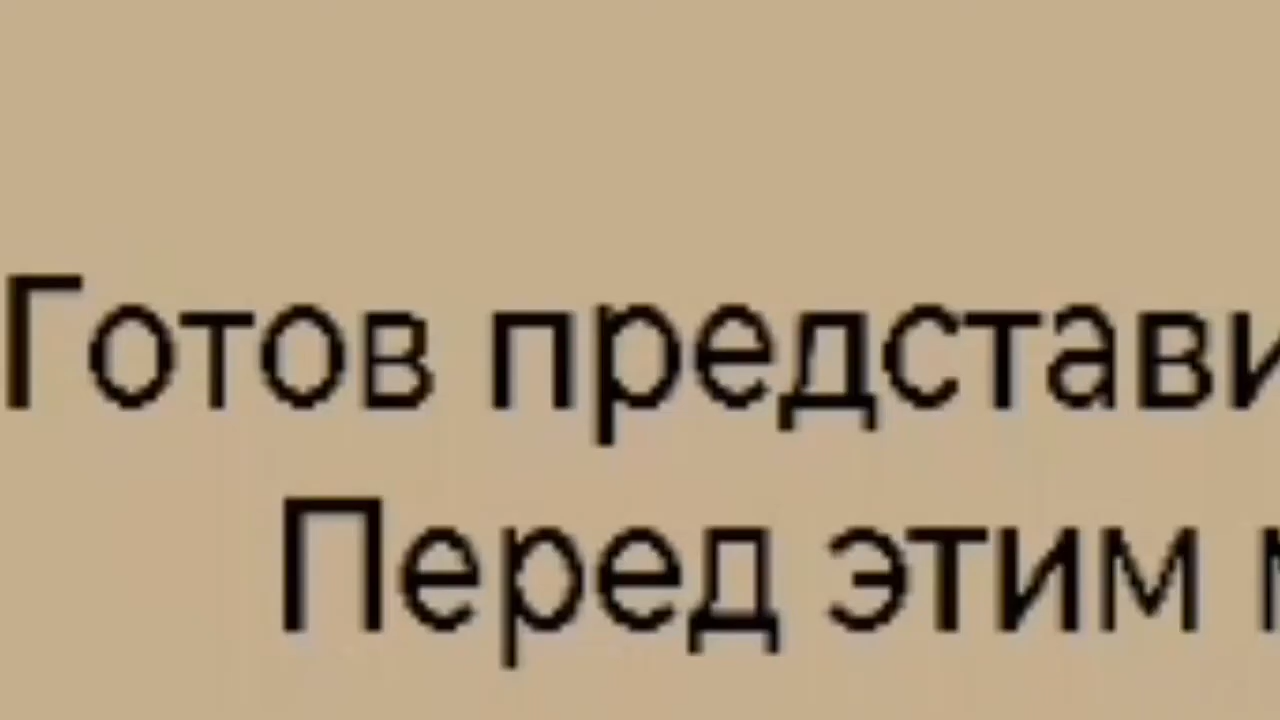 Готов представи
Перед этим